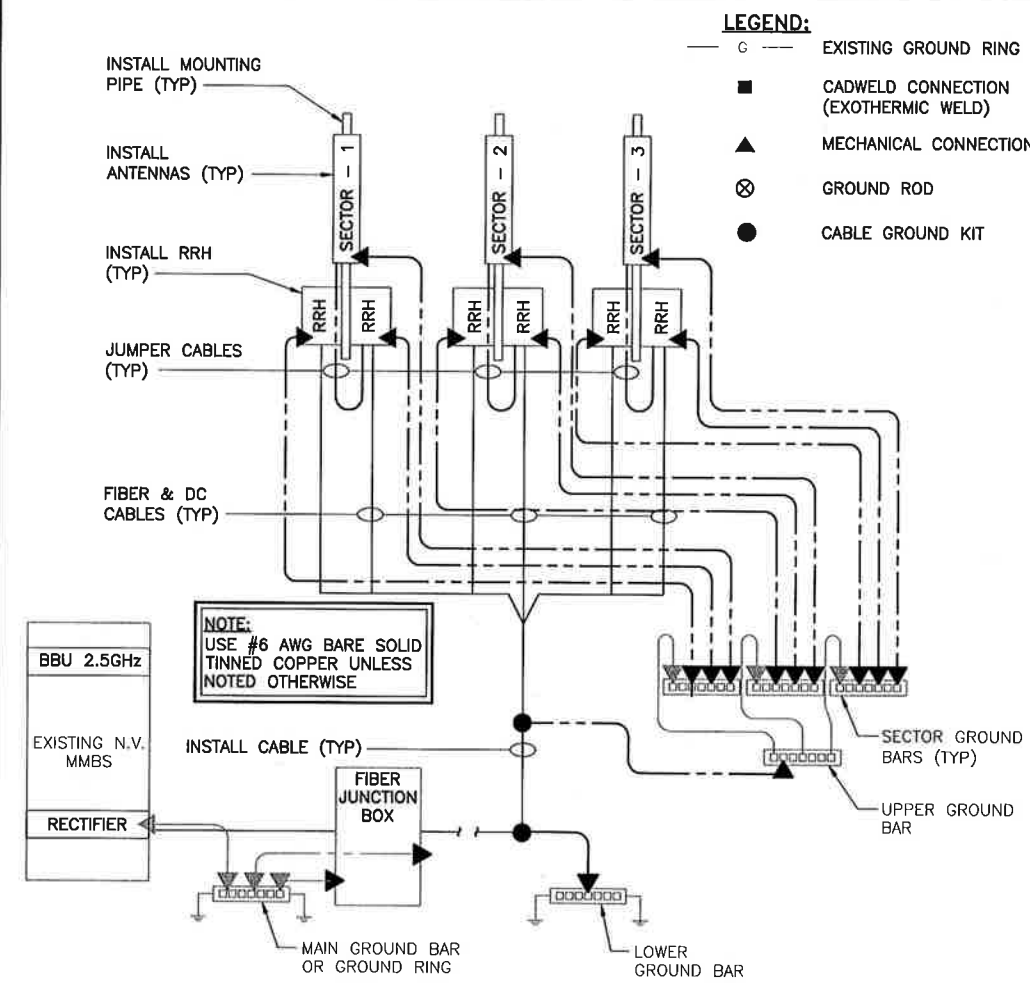 LEGEND:
G EXISTING GROUND RING
CADWELD CONNECTION
(EXOTHERMIC WELD)
MECHANICAL CONNECTION
GROUND ROD
CABLE GROUND KIT
INSTALL MOUNTING
PIPE (TYP)
INSTALL
ANTENNAS (TYP)
INSTALL RRH
(TYP)
JUMPER CABLES
(TYP)
FIBER & DC
CABLES (TYP)
SECTOR - 1
SECTOR - 2
SECTOR - 3
RRH
RRH
RRH
RRH
RRH
RRH
NOTE:
USE #6 AWG BARE SOLID
TINNED COPPER UNLESS
NOTED OTHERWISE
BBU 2.5GHz
EXISTING N.V.
MMBS
RECTIFIER
INSTALL CABLE (TYP)
FIBER
JUNCTION
BOX
SECTOR GROUND
BARS (TYP)
UPPER GROUND
BAR
MAIN GROUND BAR
OR GROUND RING
LOWER
GROUND BAR